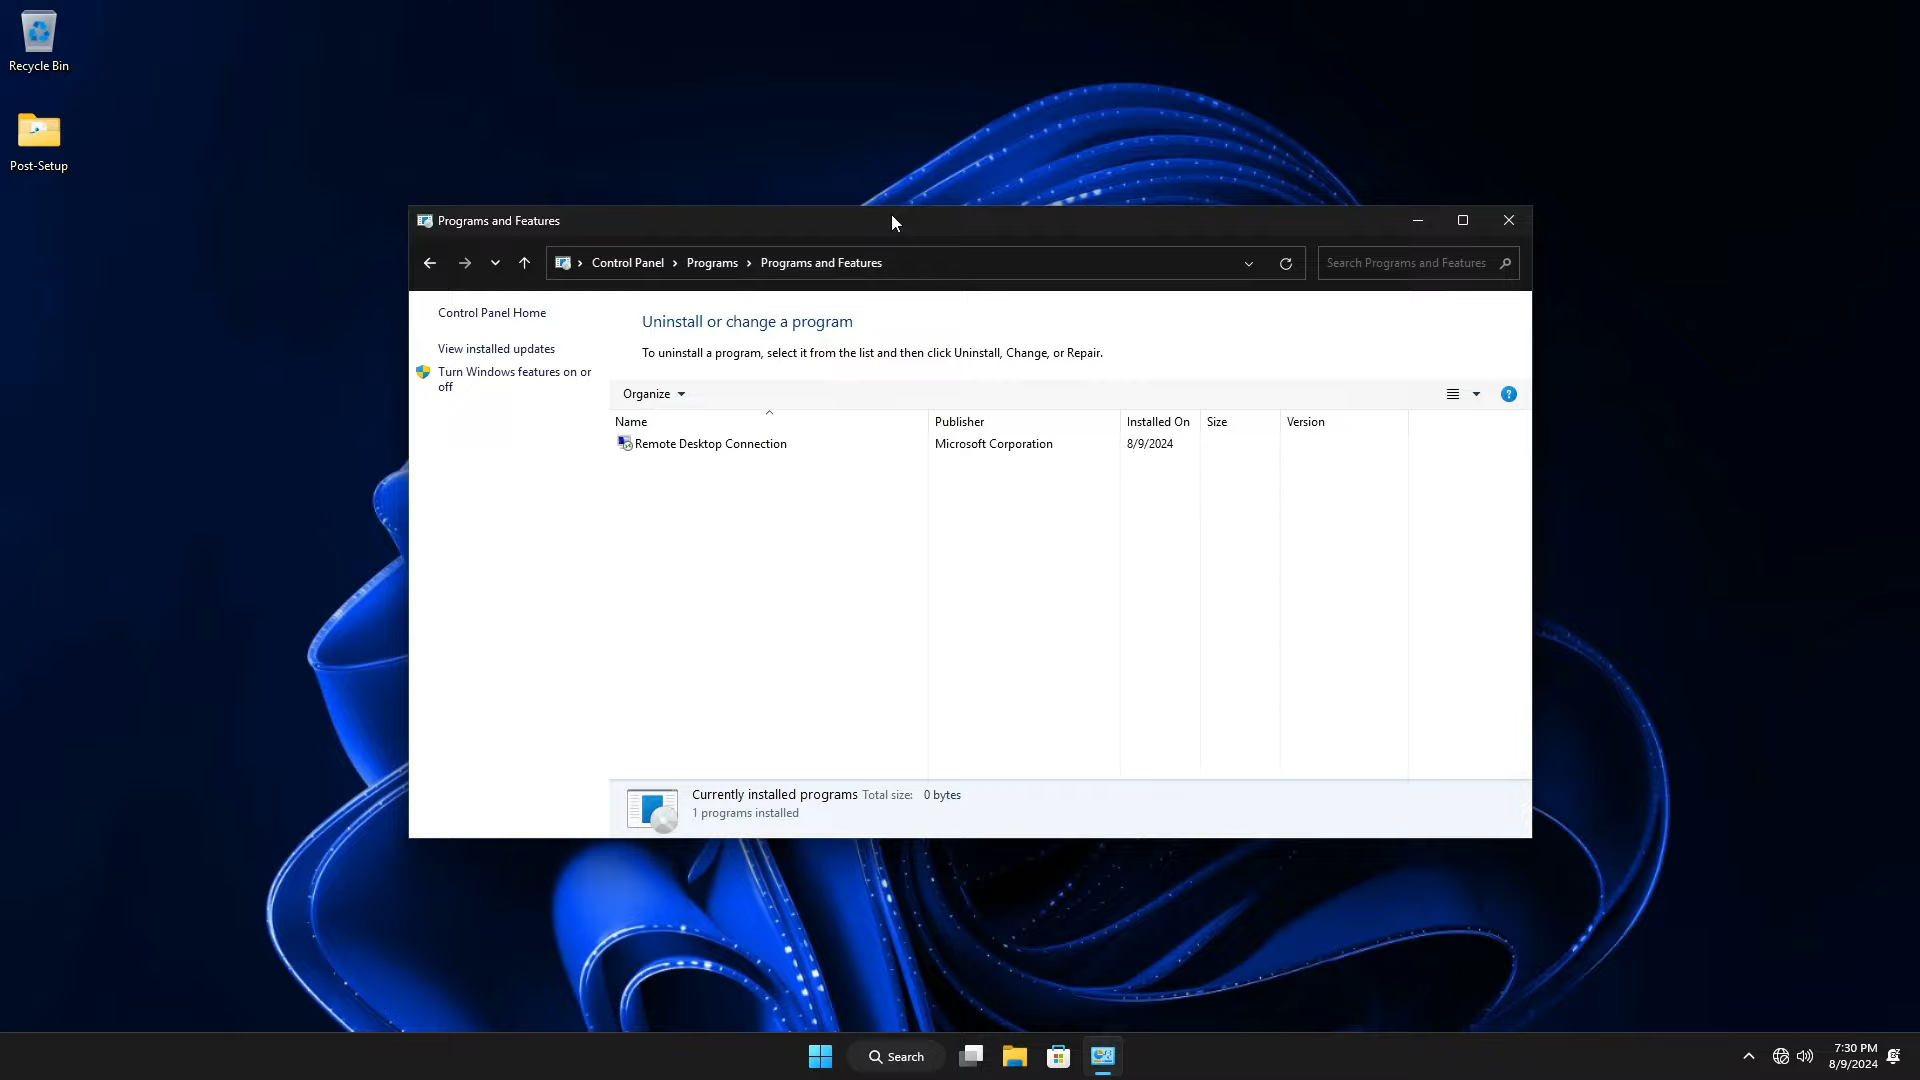 Recycle Bin
Post-Setup
Programs and Features
Control Panel > Programs > Programs and Features
Search Programs and Features
Control Panel Home
View installed updates
Turn Windows features on or
off
Uninstall or change a program
To uninstall a program, select it from the list and then click Uninstall, Change, or Repair.
Organize
?
Name Publisher Installed On Size Version
Remote Desktop Connection Microsoft Corporation 8/9/2024
Currently installed programs Total size: 0 bytes
1 programs installed
Search
7:30 PM
8/9/2024